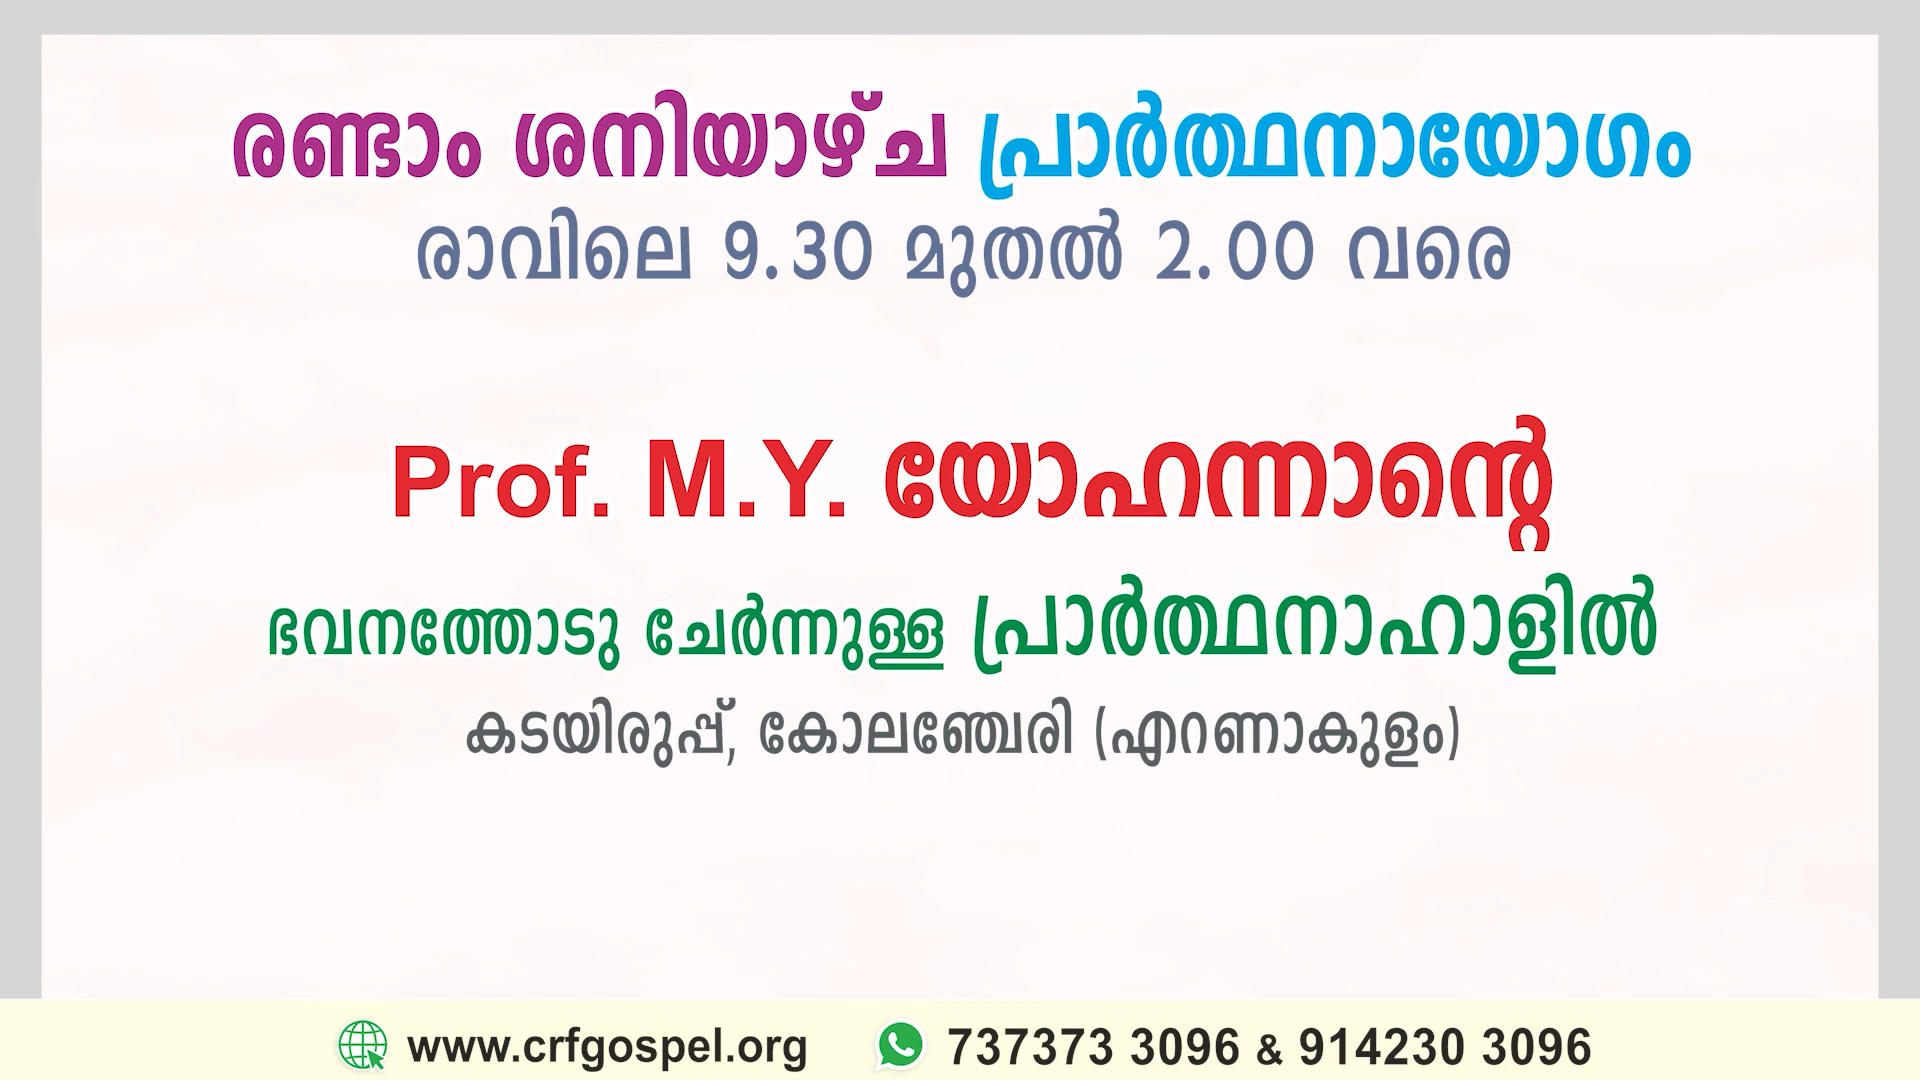 രണ്ടാം ശനിയാഴ്ച പ്രാർത്ഥനായോഗം
രാവിലെ 9.30 മുതൽ 2.00 വരെ
Prof. M.Y. യോഹന്നാന്റെ
ഭവനത്തോടു ചേർന്നുള്ള പ്രാർത്ഥനാഹാളിൽ
കടയിരുപ്പ്, കോലഞ്ചേരി (എറണാകുളം)
www.crfgospel.org 737373 3096 & 914230 3096